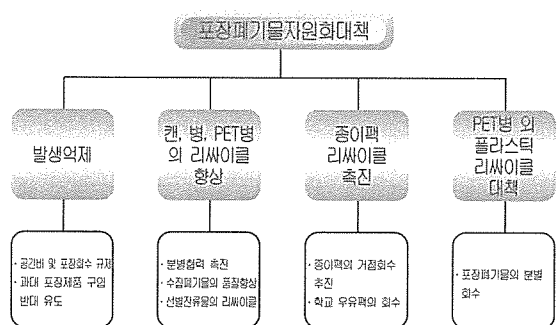 포장폐기물자원화대책
발생억제
캔, 병, PET병
의 리싸이클
향상
종이팩
리싸이클
촉진
PET병 외
플라스틱
리싸이클
대책
· 공간비 및 포장회수 규제
· 과대 포장제품 구입
반대 유도
· 분별협력 촉진
· 수집폐기물의 품질향상
· 선별잔류물의 리싸이클
· 종이팩의 거점회수
추진
· 학교 우유팩의 회수
· 포장폐기물의 분별
회수